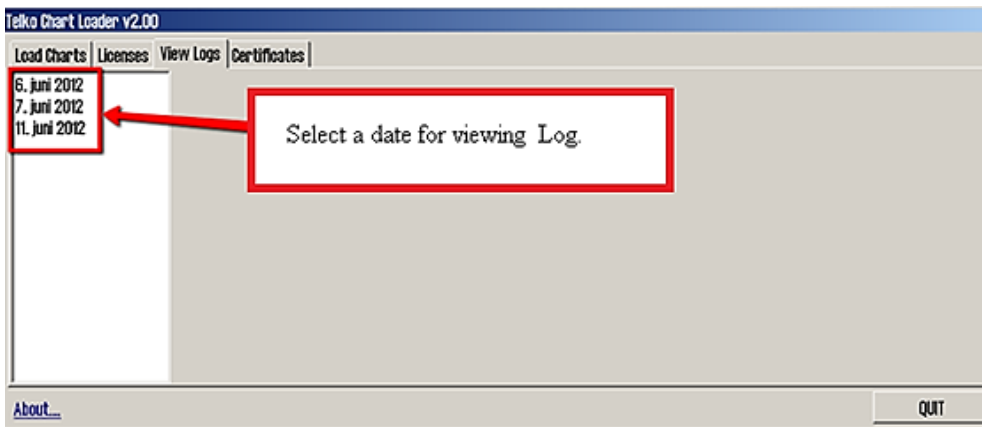 Telko Chart Loader v2.00
Load Charts Licenses View Logs Certificates
6. juni 2012
7. juni 2012
11. juni 2012
Select a date for viewing Log.
About... QUIT